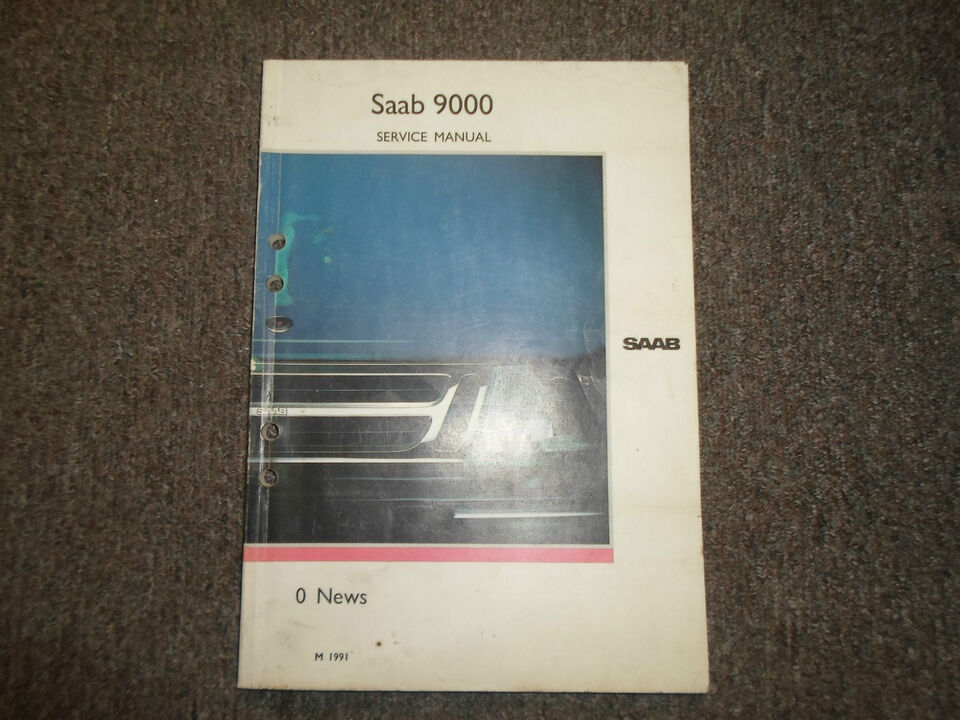 Saab 9000
SERVICE MANUAL
SAAB
SAAB
0 News
M 1991